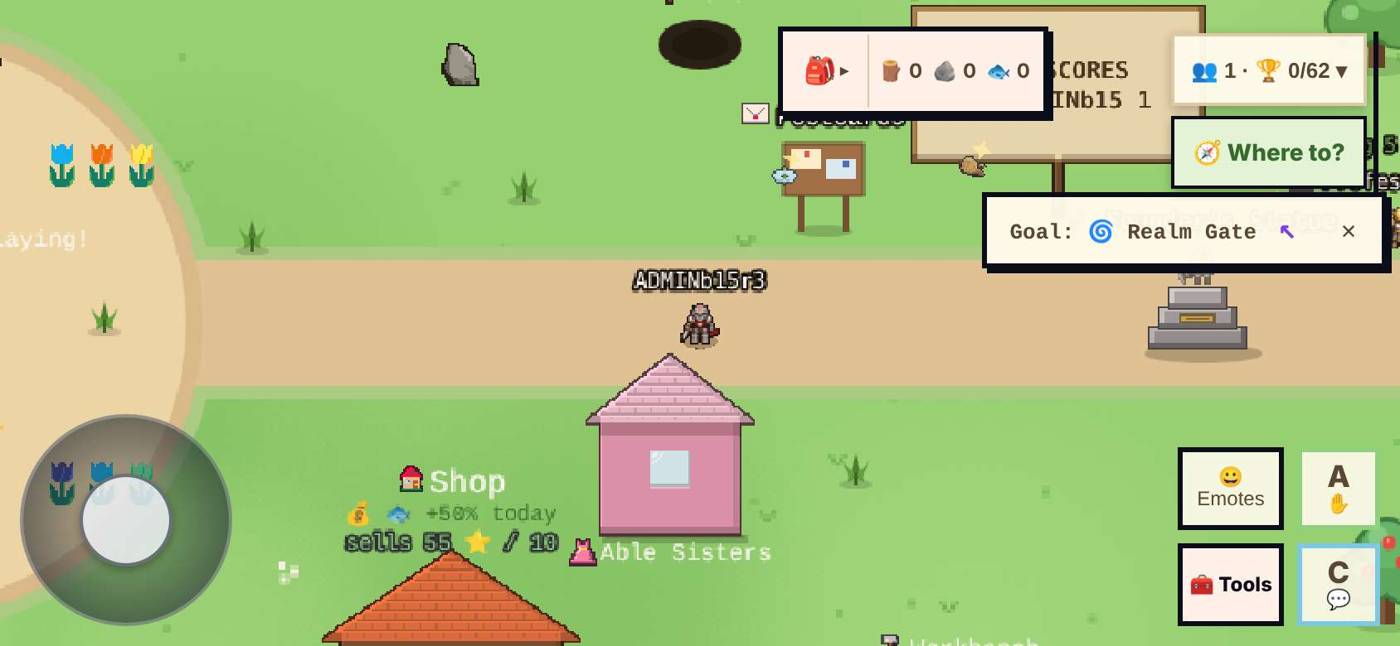 0 0 0
SCORES
INb15 1
1 · 0/62 ▾
Where to?
Goal: Realm Gate ×
laying!
ADMINb15r3
Shop
+50% today
sells 55 / 10
Able Sisters
Emotes
A
Tools
C